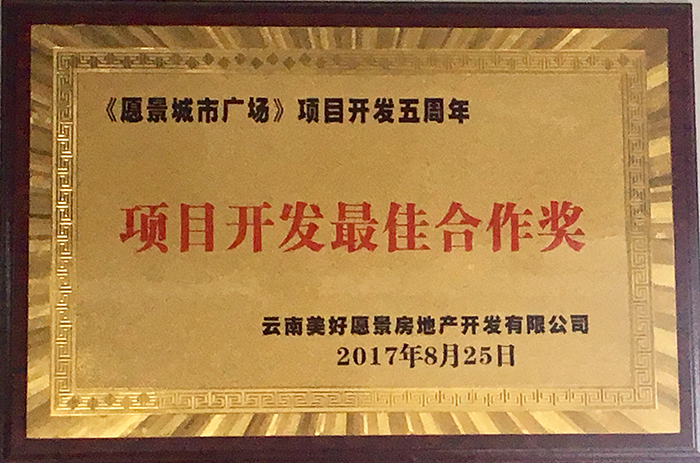 《愿景城市广场》项目开发五周年
项目开发最佳合作奖
云南美好愿景房地产开发有限公司
2017年8月25日